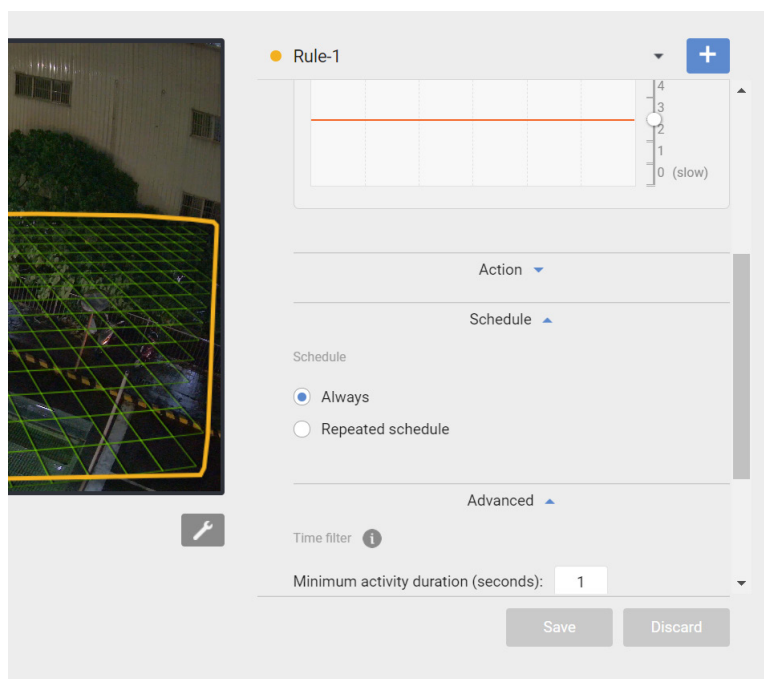 Rule-1
+
4
3
2
1
0 (slow)
Action
Schedule
Schedule
Always
Repeated schedule
Advanced
Time filter i
Minimum activity duration (seconds): 1
Save Discard